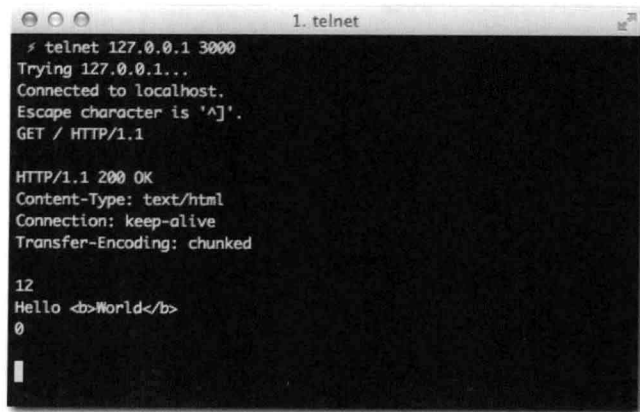 1. telnet
⚡ telnet 127.0.0.1 3000
Trying 127.0.0.1...
Connected to localhost.
Escape character is '^]'.
GET / HTTP/1.1
HTTP/1.1 200 OK
Content-Type: text/html
Connection: keep-alive
Transfer-Encoding: chunked
12
Hello <b>World</b>
0